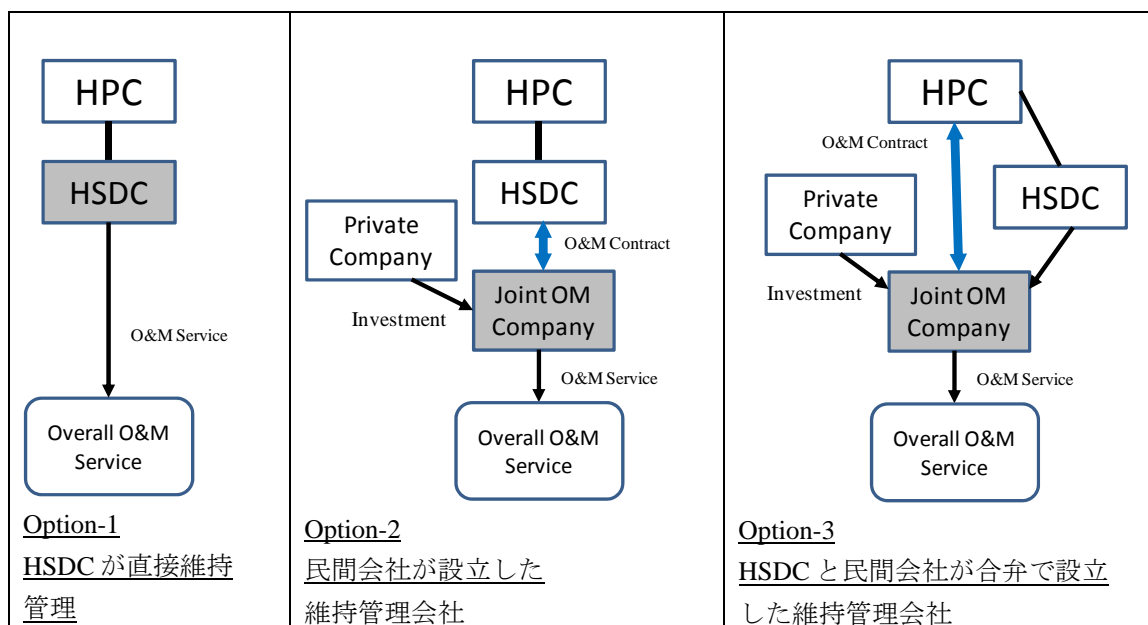 HPC
HSDC
O&M Service
Overall O&M
Service
Option-1
HSDC が直接維持
管理
HPC
HSDC
Private
Company
O&M Contract
Investment
Joint OM
Company
O&M Service
Overall O&M
Service
Option-2
民間会社が設立した
維持管理会社
HPC
O&M Contract
HSDC
Private
Company
Investment
Joint OM
Company
O&M Service
Overall O&M
Service
Option-3
HSDC と民間会社が合弁で設立
した維持管理会社